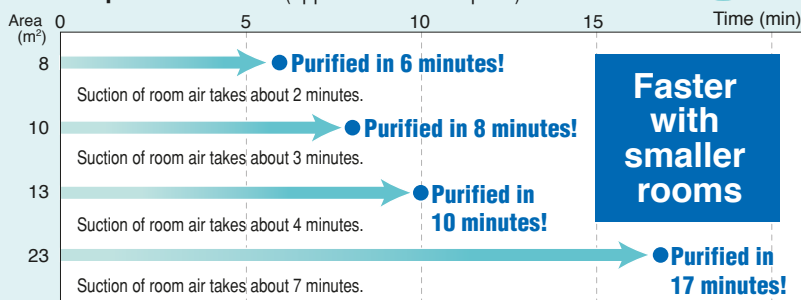 Area
(m²)
0 5 10 15 Time (min)
8
Purified in 6 minutes!
Suction of room air takes about 2 minutes.
10
Purified in 8 minutes!
Suction of room air takes about 3 minutes.
13
Purified in
10 minutes!
Suction of room air takes about 4 minutes.
23
Purified in
17 minutes!
Suction of room air takes about 7 minutes.
Faster
with
smaller
rooms